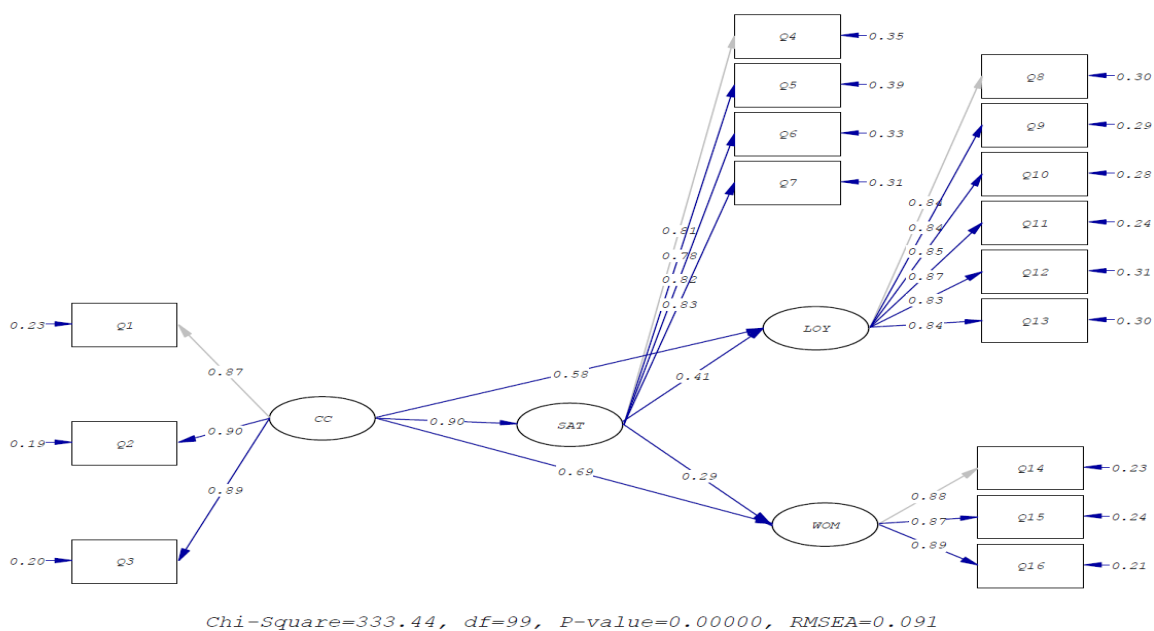 Q4
0.35
Q5
0.39
Q6
0.33
Q7
0.31
Q8
0.30
Q9
0.29
Q10
0.28
Q11
0.24
Q12
0.31
Q13
0.30
0.84
0.84
0.85
0.87
0.83
0.84
0.81
0.78
0.82
0.83
0.23
Q1
0.87
LOY
0.58
0.41
CC
0.90
SAT
0.19
Q2
0.90
0.69
0.29
0.89
0.20
Q3
WOM
0.88
0.87
0.89
Q14
0.23
Q15
0.24
Q16
0.21
Chi-Square=333.44, df=99, P-value=0.00000, RMSEA=0.091